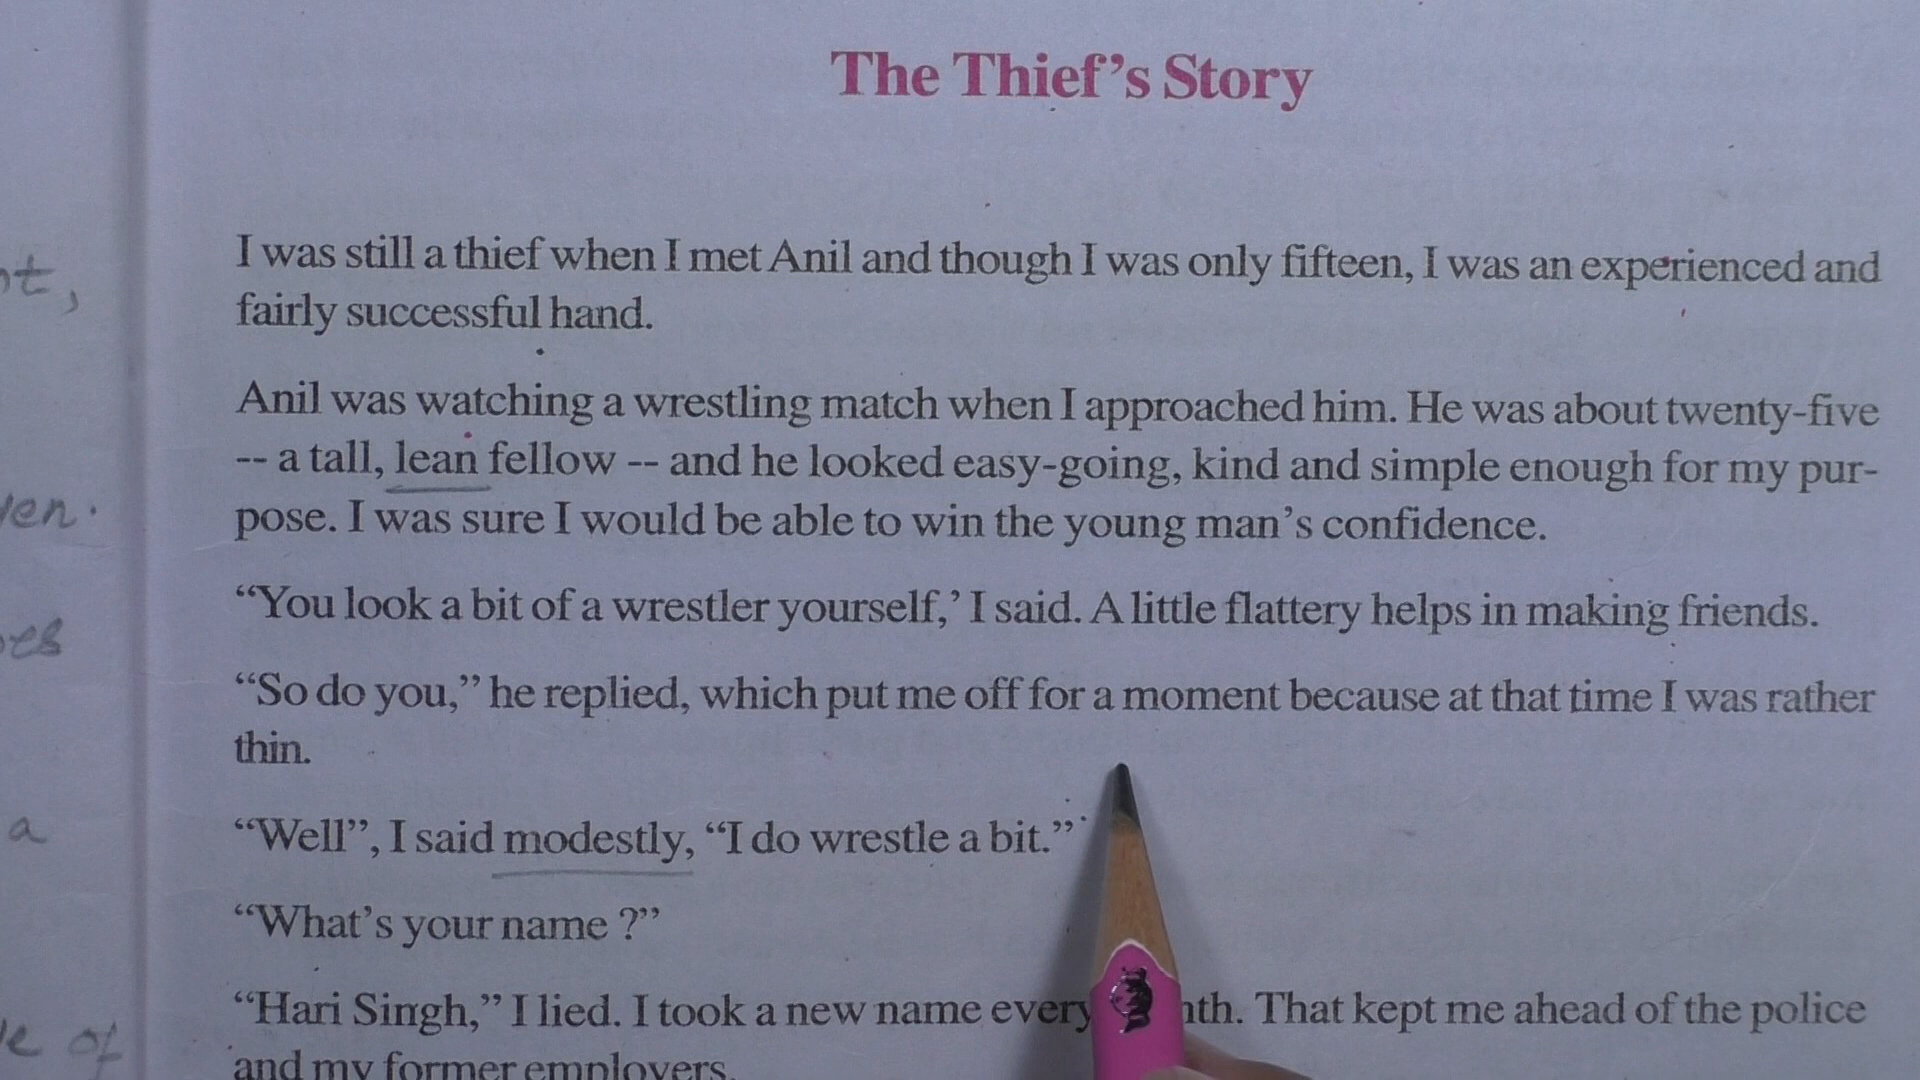 The Thief's Story
I was still a thief when I met Anil and though I was only fifteen, I was an experienced and
fairly successful hand.
Anil was watching a wrestling match when I approached him. He was about twenty-five
-- a tall, lean fellow -- and he looked easy-going, kind and simple enough for my pur-
pose. I was sure I would be able to win the young man's confidence.
“You look a bit of a wrestler yourself,’ I said. A little flattery helps in making friends.
“So do you,” he replied, which put me off for a moment because at that time I was rather
thin.
“Well”, I said modestly, “I do wrestle a bit.”
“What's your name ?”
“Hari Singh,” I lied. I took a new name every nth. That kept me ahead of the police
and my former employers.
a
of